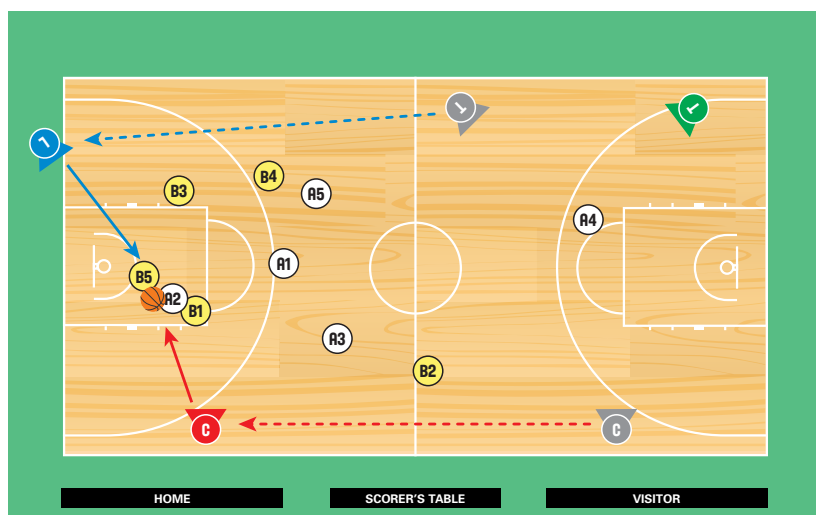 T
T
L
B4
B3
A5
A4
A1
B5
A2
B1
A3
B2
C
C
HOME
SCORER'S TABLE
VISITOR